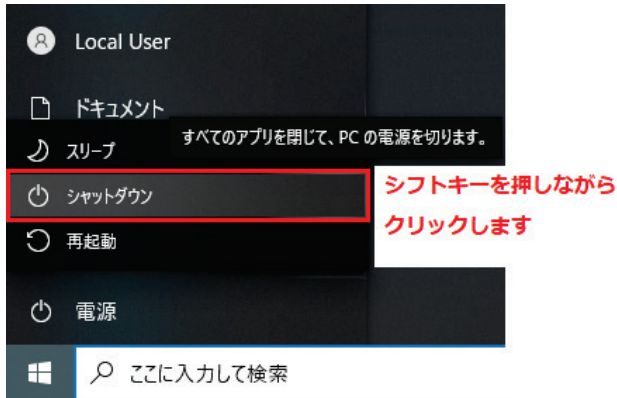 Local User
ドキュメント
すべてのアプリを閉じて、PC の電源を切ります。
スリープ
シャットダウン
シフトキーを押しながら
クリックします
再起動
電源
ここに入力して検索